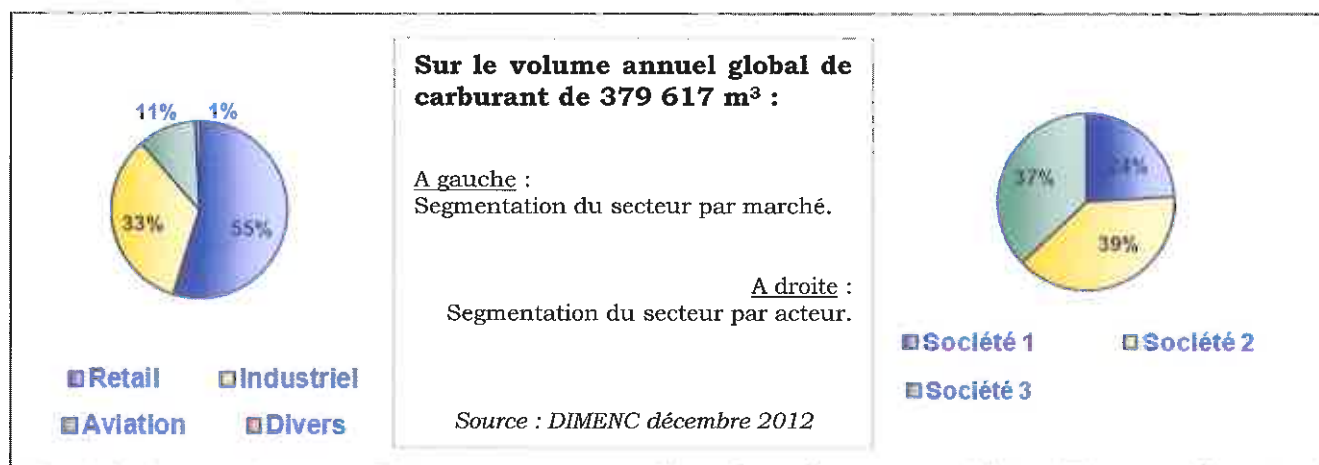 11% 1%
33% 55%
Retail Industriel
Aviation Divers
Sur le volume annuel global de
carburant de 379 617 m³ :
A gauche :
Segmentation du secteur par marché.
A droite :
Segmentation du secteur par acteur.
Source : DIMENC décembre 2012
37% 24%
39%
Société 1 Société 2
Société 3